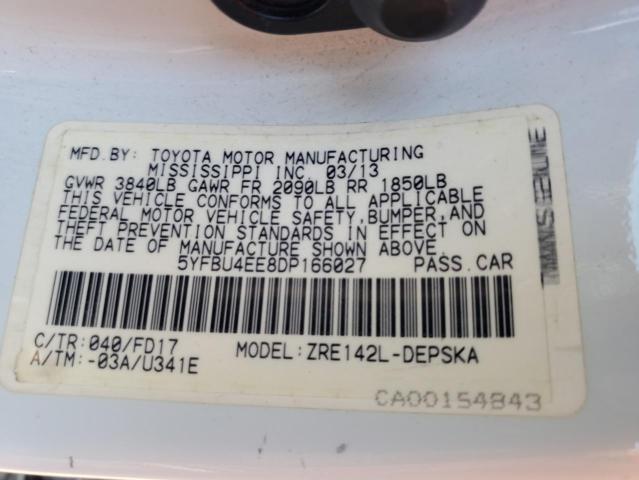 MFD.BY: TOYOTA MOTOR MANUFACTURING
MISSISSIPPI INC. 03/13
GVWR 3840LB GAWR FR 2090LB RR 1850LB
THIS VEHICLE CONFORMS TO ALL APPLICABLE
FEDERAL MOTOR VEHICLE SAFETY, BUMPER, AND
THEFT PREVENTION STANDARDS IN EFFECT ON
THE DATE OF MANUFACTURE SHOWN ABOVE.
5YFBU4EE8DP166027 PASS.CAR
C/TR:040/FD17 MODEL: ZRE142L-DEPSKA
A/TM:-03A/U341E
CA00154843